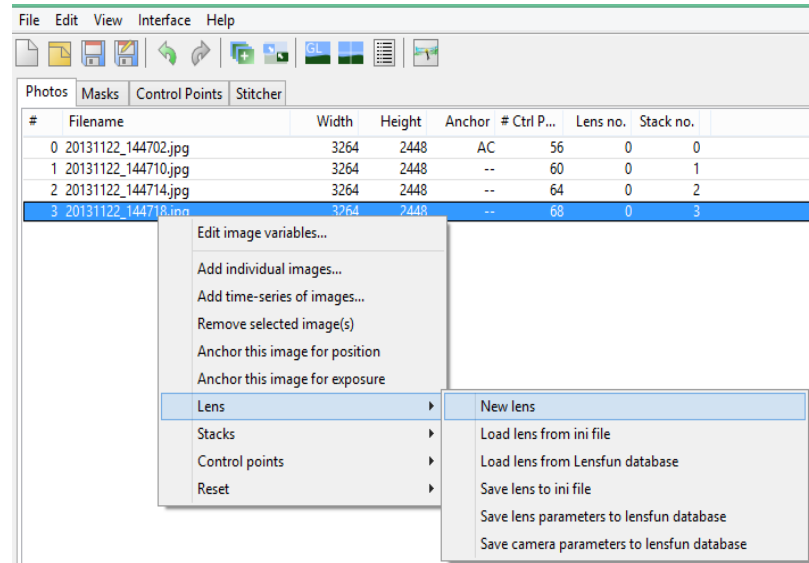 File Edit View Interface Help
GL
Photos Masks Control Points Stitcher
# Filename Width Height Anchor # Ctrl P... Lens no. Stack no.
0 20131122_144702.jpg 3264 2448 AC 56 0 0
1 20131122_144710.jpg 3264 2448 -- 60 0 1
2 20131122_144714.jpg 3264 2448 -- 64 0 2
3 20131122_144718.jpg 3264 2448 -- 68 0 3
Edit image variables...
Add individual images...
Add time-series of images...
Remove selected image(s)
Anchor this image for position
Anchor this image for exposure
Lens
Stacks
Control points
Reset
New lens
Load lens from ini file
Load lens from Lensfun database
Save lens to ini file
Save lens parameters to lensfun database
Save camera parameters to lensfun database